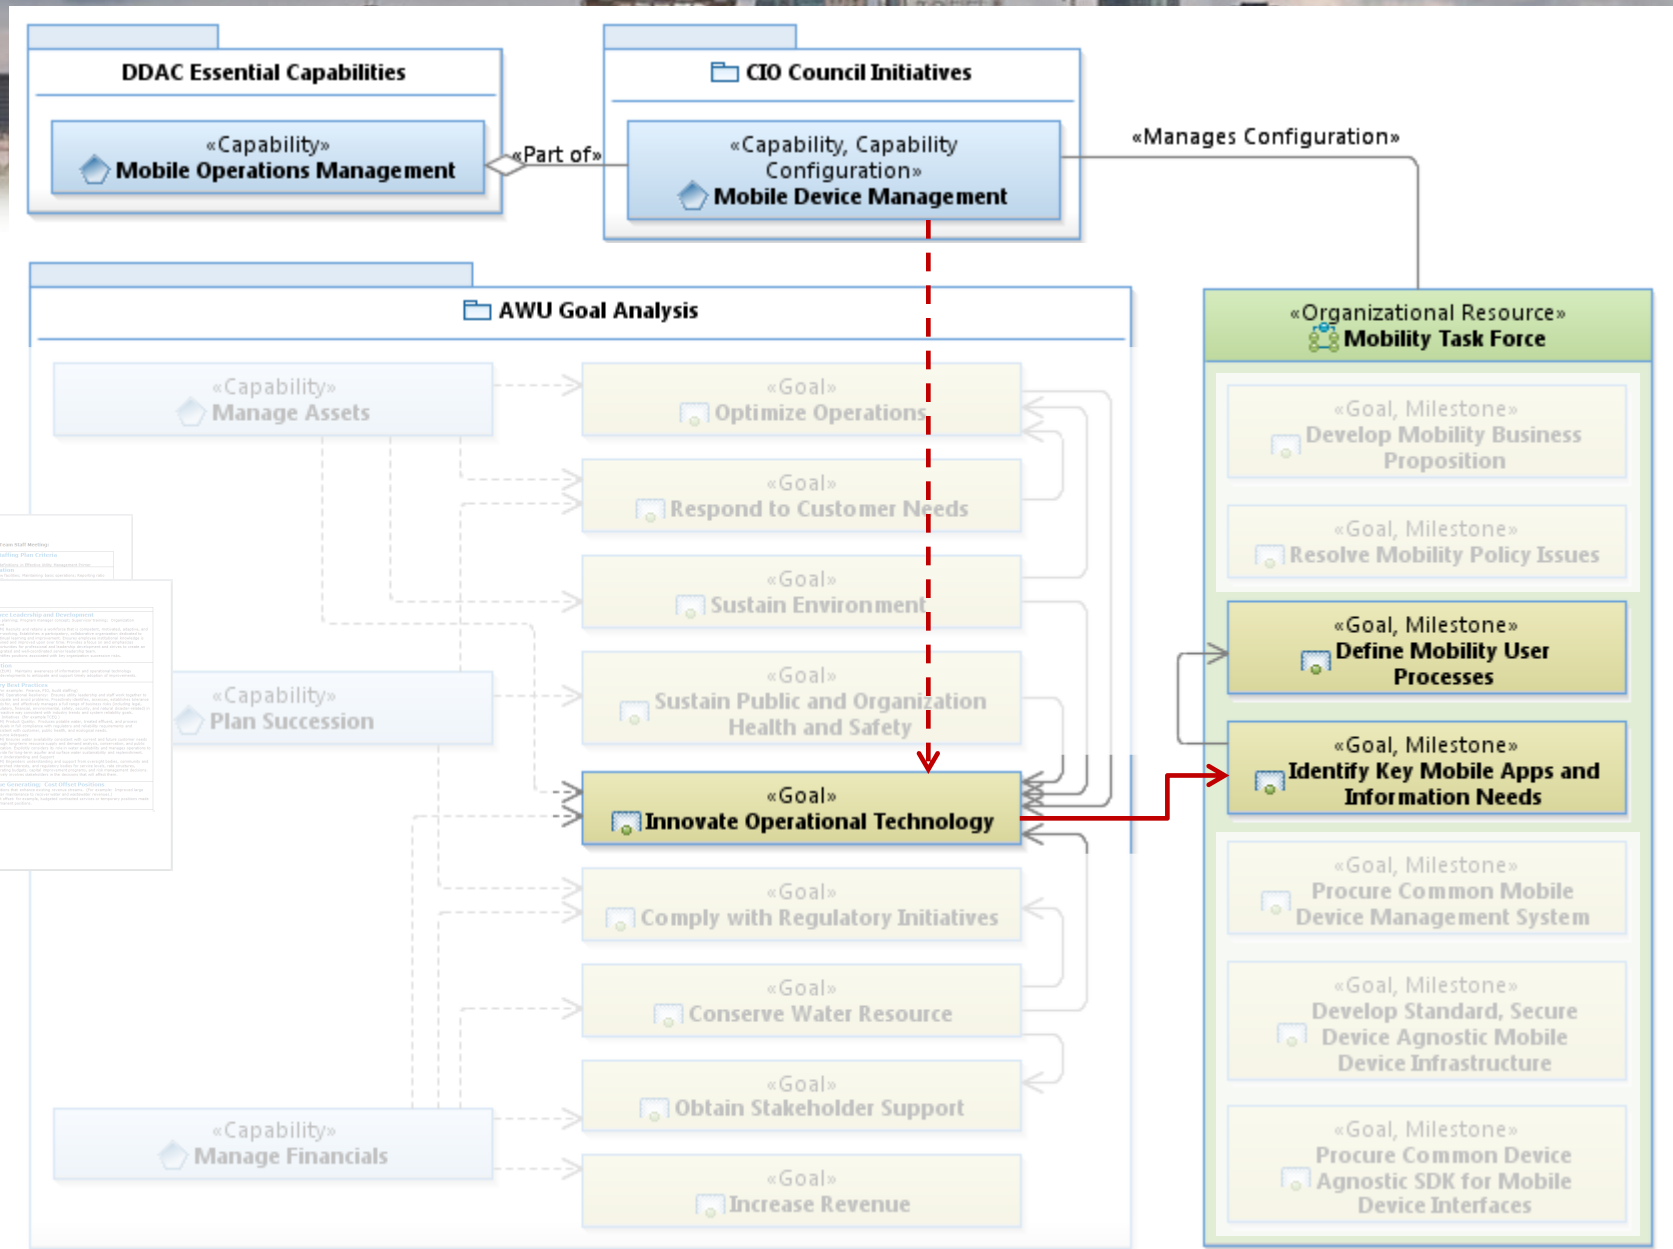 DDAC Essential Capabilities
«Capability»
Mobile Operations Management
«Part of»
CIO Council Initiatives
«Capability, Capability
Configuration»
Mobile Device Management
«Manages Configuration»
AWU Goal Analysis
«Capability»
Manage Assets
«Capability»
Plan Succession
«Capability»
Manage Financials
«Goal»
Optimize Operations
«Goal»
Respond to Customer Needs
«Goal»
Sustain Environment
«Goal»
Sustain Public and Organization
Health and Safety
«Goal»
Innovate Operational Technology
«Goal»
Comply with Regulatory Initiatives
«Goal»
Conserve Water Resource
«Goal»
Obtain Stakeholder Support
«Goal»
Increase Revenue
«Organizational Resource»
Mobility Task Force
«Goal, Milestone»
Develop Mobility Business
Proposition
«Goal, Milestone»
Resolve Mobility Policy Issues
«Goal, Milestone»
Define Mobility User
Processes
«Goal, Milestone»
Identify Key Mobile Apps and
Information Needs
«Goal, Milestone»
Procure Common Mobile
Device Management System
«Goal, Milestone»
Develop Standard, Secure
Device Agnostic Mobile
Device Infrastructure
«Goal, Milestone»
Procure Common Device
Agnostic SDK for Mobile
Device Interfaces